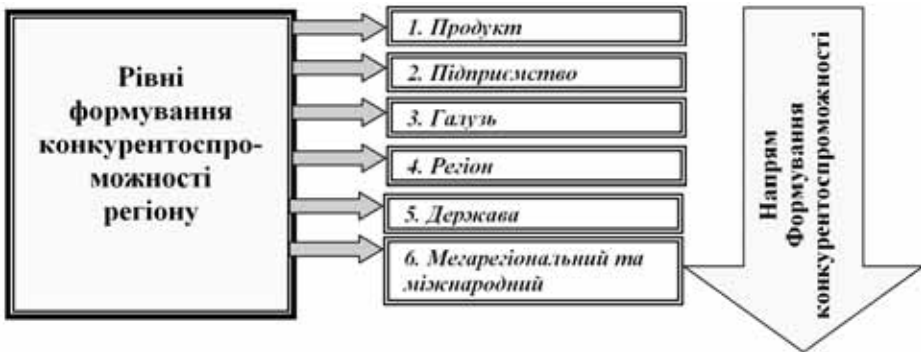 Рівні
формування
конкурентоспро-
можності
регіону
1. Продукт
2. Підприємство
3. Галузь
4. Регіон
5. Держава
6. Мегарегіональний та
міжнародний
Напрям
Формування
конкурентоспроможності